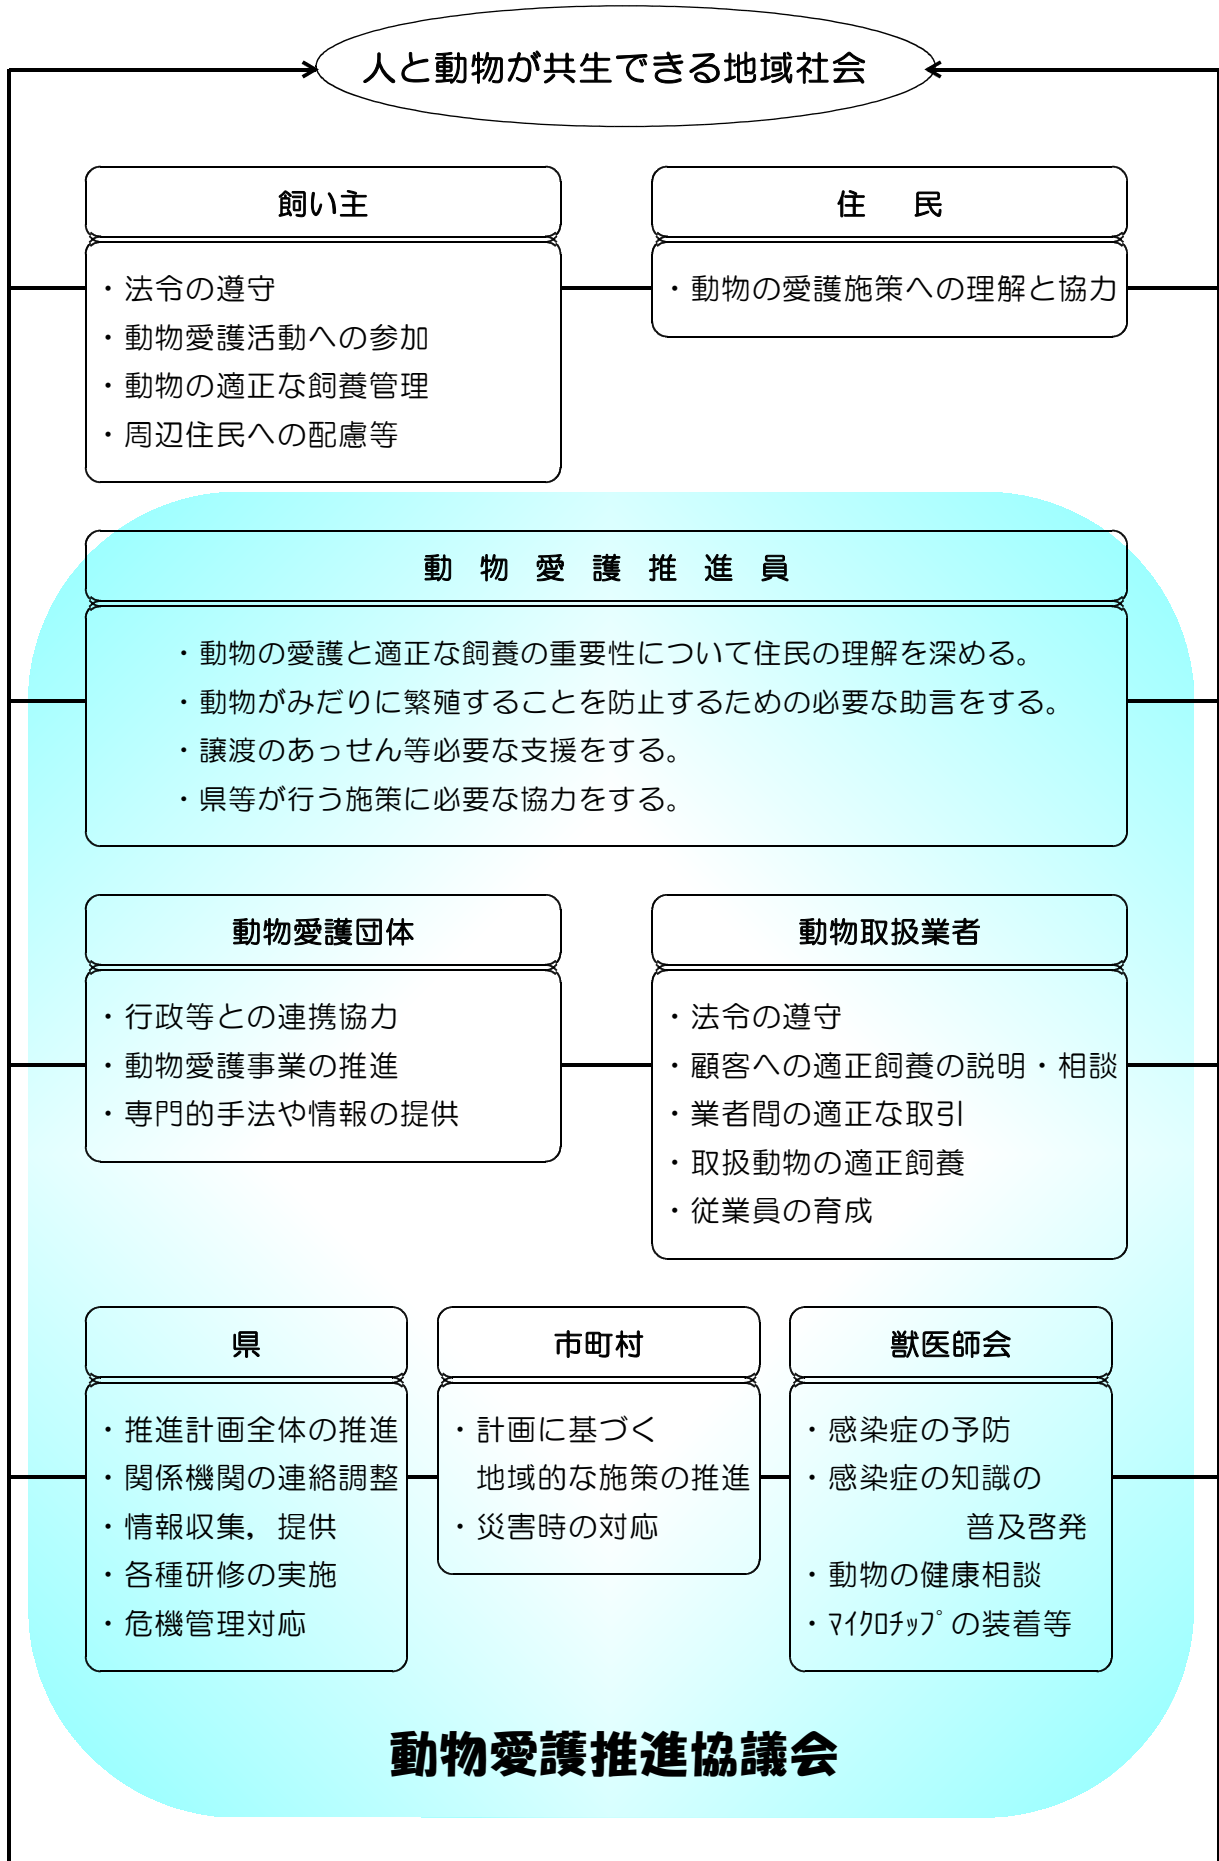 人と動物が共生できる地域社会
飼い主
・法令の遵守
・動物愛護活動への参加
・動物の適正な飼養管理
・周辺住民への配慮等
住　民
・動物の愛護施策への理解と協力
動 物 愛 護 推 進 員
・動物の愛護と適正な飼養の重要性について住民の理解を深める。
・動物がみだりに繁殖することを防止するための必要な助言をする。
・譲渡のあっせん等必要な支援をする。
・県等が行う施策に必要な協力をする。
動物愛護団体
・行政等との連携協力
・動物愛護事業の推進
・専門的手法や情報の提供
動物取扱業者
・法令の遵守
・顧客への適正飼養の説明・相談
・業者間の適正な取引
・取扱動物の適正飼養
・従業員の育成
県
・推進計画全体の推進
・関係機関の連絡調整
・情報収集，提供
・各種研修の実施
・危機管理対応
市町村
・計画に基づく
地域的な施策の推進
・災害時の対応
獣医師会
・感染症の予防
・感染症の知識の
普及啓発
・動物の健康相談
・ﾏｲｸﾛﾁｯﾌﾟの装着等
動物愛護推進協議会